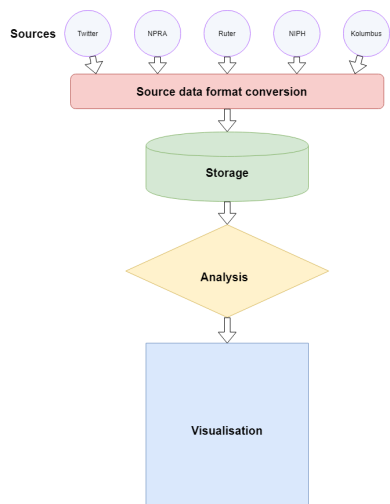 Sources
Twitter
NPRA
Ruter
NIPH
Kolumbus
Source data format conversion
Storage
Analysis
Visualisation